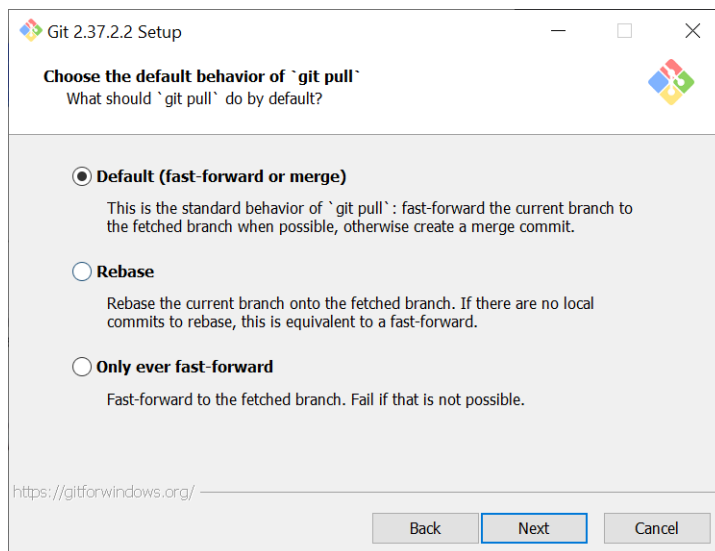 Git 2.37.2.2 Setup
Choose the default behavior of `git pull`
What should `git pull` do by default?
Default (fast-forward or merge)
This is the standard behavior of `git pull`: fast-forward the current branch to
the fetched branch when possible, otherwise create a merge commit.
Rebase
Rebase the current branch onto the fetched branch. If there are no local
commits to rebase, this is equivalent to a fast-forward.
Only ever fast-forward
Fast-forward to the fetched branch. Fail if that is not possible.
https://gitforwindows.org/
Back Next Cancel